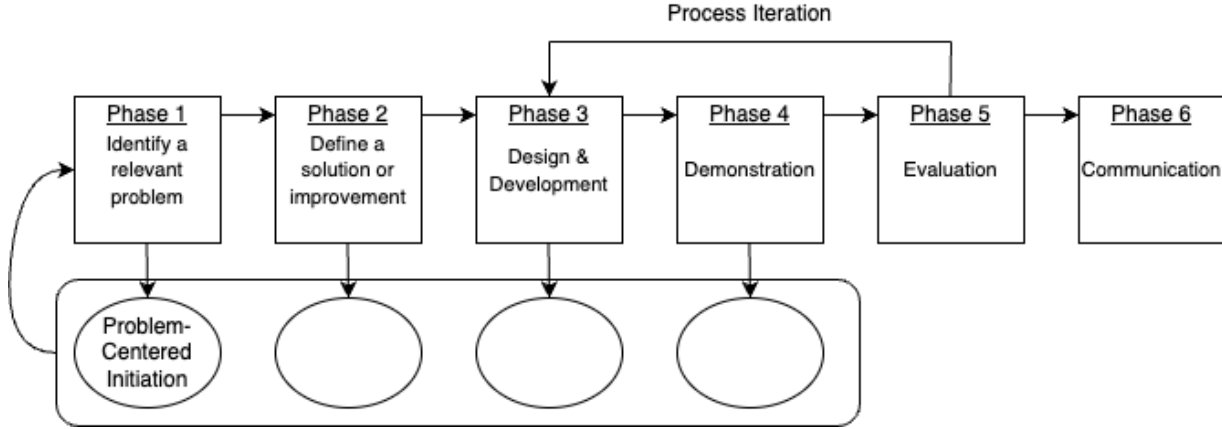 Process Iteration
Phase 1
Identify a
relevant
problem
Phase 2
Define a
solution or
improvement
Phase 3
Design &
Development
Phase 4
Demonstration
Phase 5
Evaluation
Phase 6
Communication
Problem-
Centered
Initiation